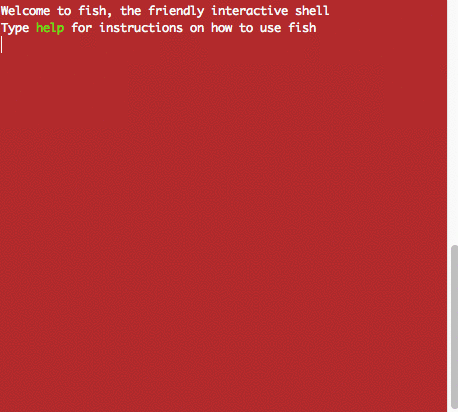 Welcome to fish, the friendly interactive shell
Type help for instructions on how to use fish